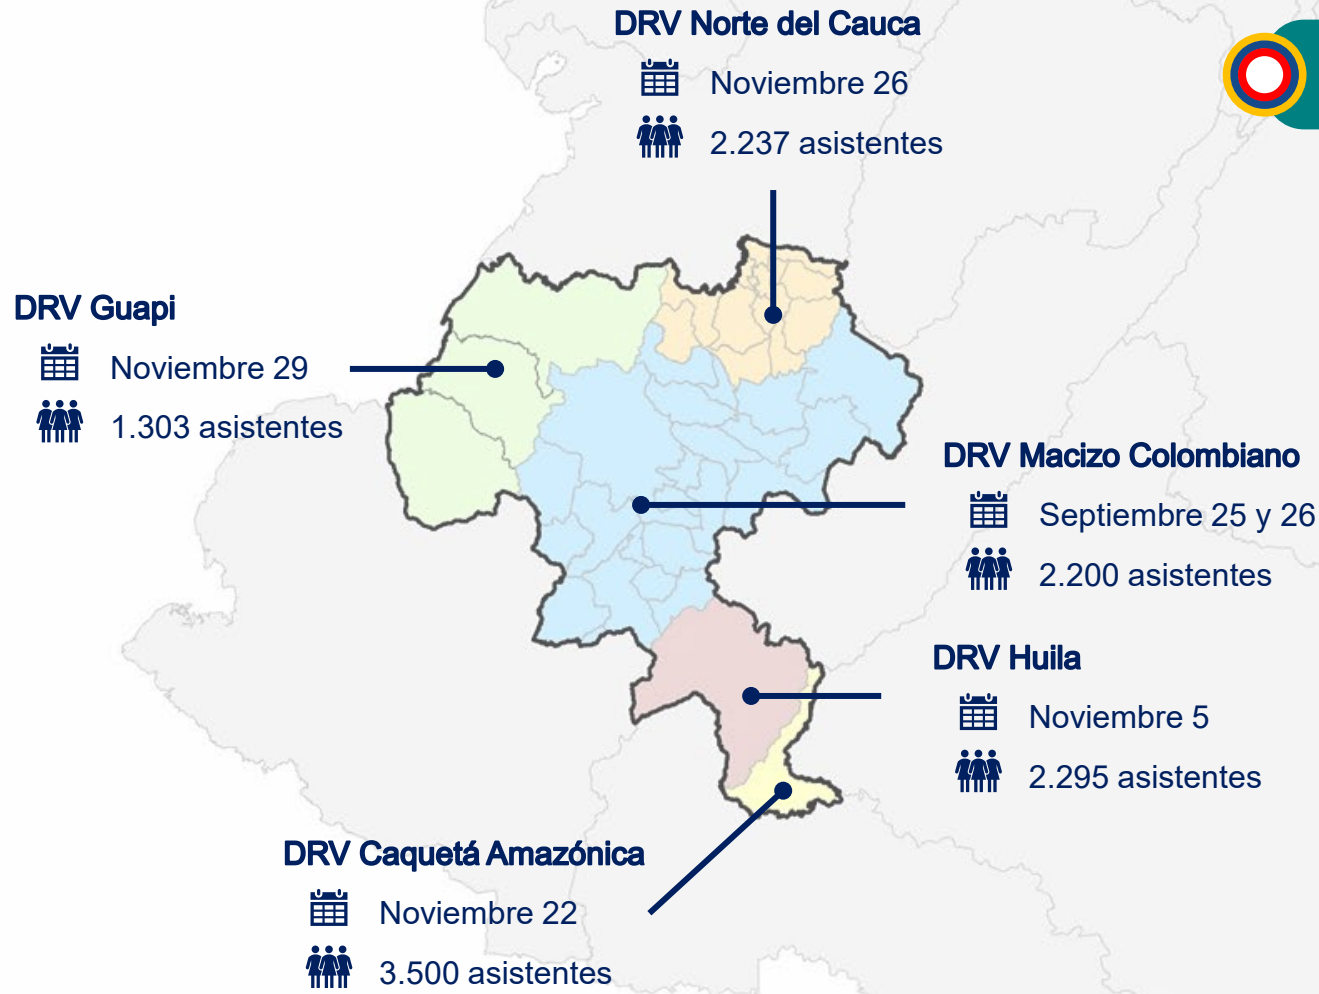 DRV Norte del Cauca
Noviembre 26
2.237 asistentes
DRV Guapi
Noviembre 29
1.303 asistentes
DRV Macizo Colombiano
Septiembre 25 y 26
2.200 asistentes
DRV Huila
Noviembre 5
2.295 asistentes
DRV Caquetá Amazónica
Noviembre 22
3.500 asistentes